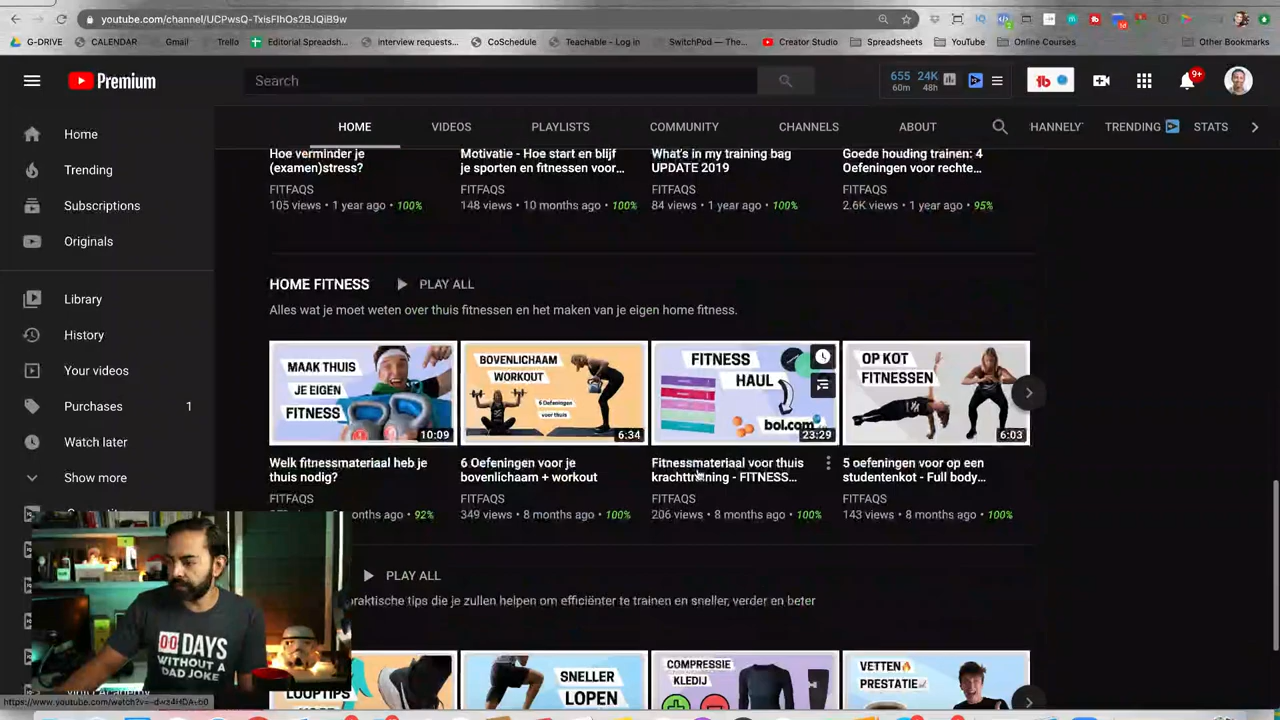 youtube.com/channel/UCPwsQ-TxisFIhOs2BJQiB9w
G-DRIVE
CALENDAR
Gmail
Trello
Editorial Spreadsh...
interview requests...
CoSchedule
Teachable - Log in
SwitchPod — The...
Creator Studio
Spreadsheets
YouTube
Online Courses
Other Bookmarks
Premium
Search
655 24K
60m 48h
tb
9+
HOME
VIDEOS
PLAYLISTS
COMMUNITY
CHANNELS
ABOUT
HANNELY
TRENDING
STATS
Home
Trending
Subscriptions
Originals
Library
History
Your videos
Purchases 1
Watch later
Show more
Hoe verminder je
(examen)stress?
FITFAQS
105 views • 1 year ago • 100%
Motivatie - Hoe start en blijf
je sporten en fitnessen voor...
FITFAQS
148 views • 10 months ago • 100%
What's in my training bag
UPDATE 2019
FITFAQS
84 views • 1 year ago • 100%
Goede houding trainen: 4
Oefeningen voor rechte...
FITFAQS
2.6K views • 1 year ago • 95%
HOME FITNESS
PLAY ALL
Alles wat je moet weten over thuis fitnessen en het maken van je eigen home fitness.
MAAK THUIS
JE EIGEN
FITNESS
10:09
Welk fitnessmateriaal heb je
thuis nodig?
FITFAQS
months ago • 92%
BOVENLICHAAM
WORKOUT
6 Oefeningen
voor thuis
6:34
6 Oefeningen voor je
bovenlichaam + workout
FITFAQS
349 views • 8 months ago • 100%
FITNESS
HAUL
bol.com
23:29
Fitnessmateriaal voor thuis
krachttraining - FITNESS...
FITFAQS
206 views • 8 months ago • 100%
OP KOT
FITNESSEN
6:03
5 oefeningen voor op een
studentenkot - Full body...
FITFAQS
143 views • 8 months ago • 100%
PLAY ALL
praktische tips die je zullen helpen om efficiënter te trainen en sneller, verder en beter
LOOPTIPS
SNELLER
LOPEN
COMPRESSIE
KLEDIJ
VETTEN
PRESTATIE
00 DAYS
WITHOUT A
DAD JOKE